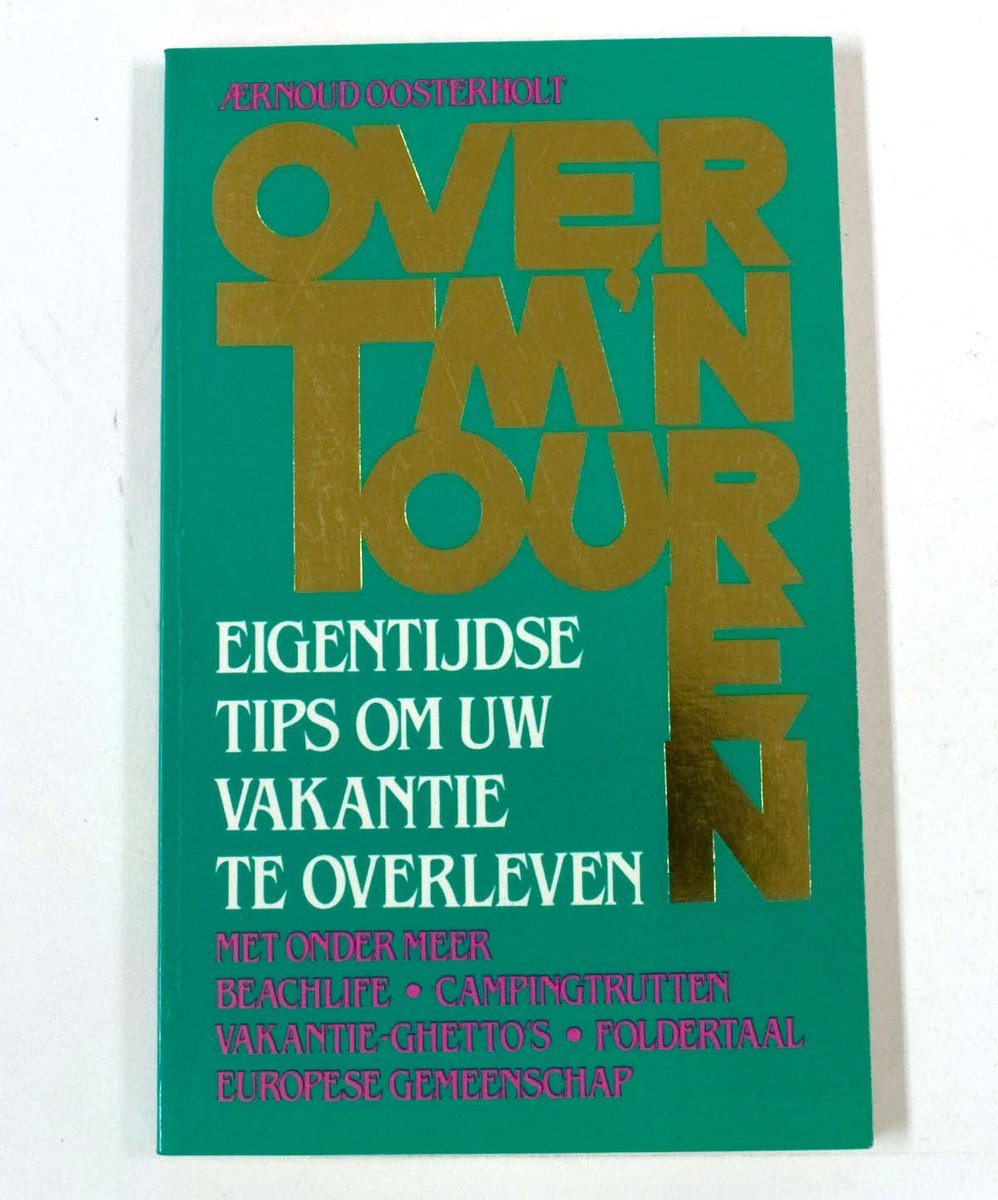 ÆRNOUD OOSTERHOLT
OVER
M'N
TOUREN
EIGENTIJDSE
TIPS OM UW
VAKANTIE
TE OVERLEVEN
MET ONDER MEER
BEACHLIFE • CAMPINGTRUTTEN
VAKANTIE-GHETTO'S • FOLDERTAAL
EUROPESE GEMEENSCHAP